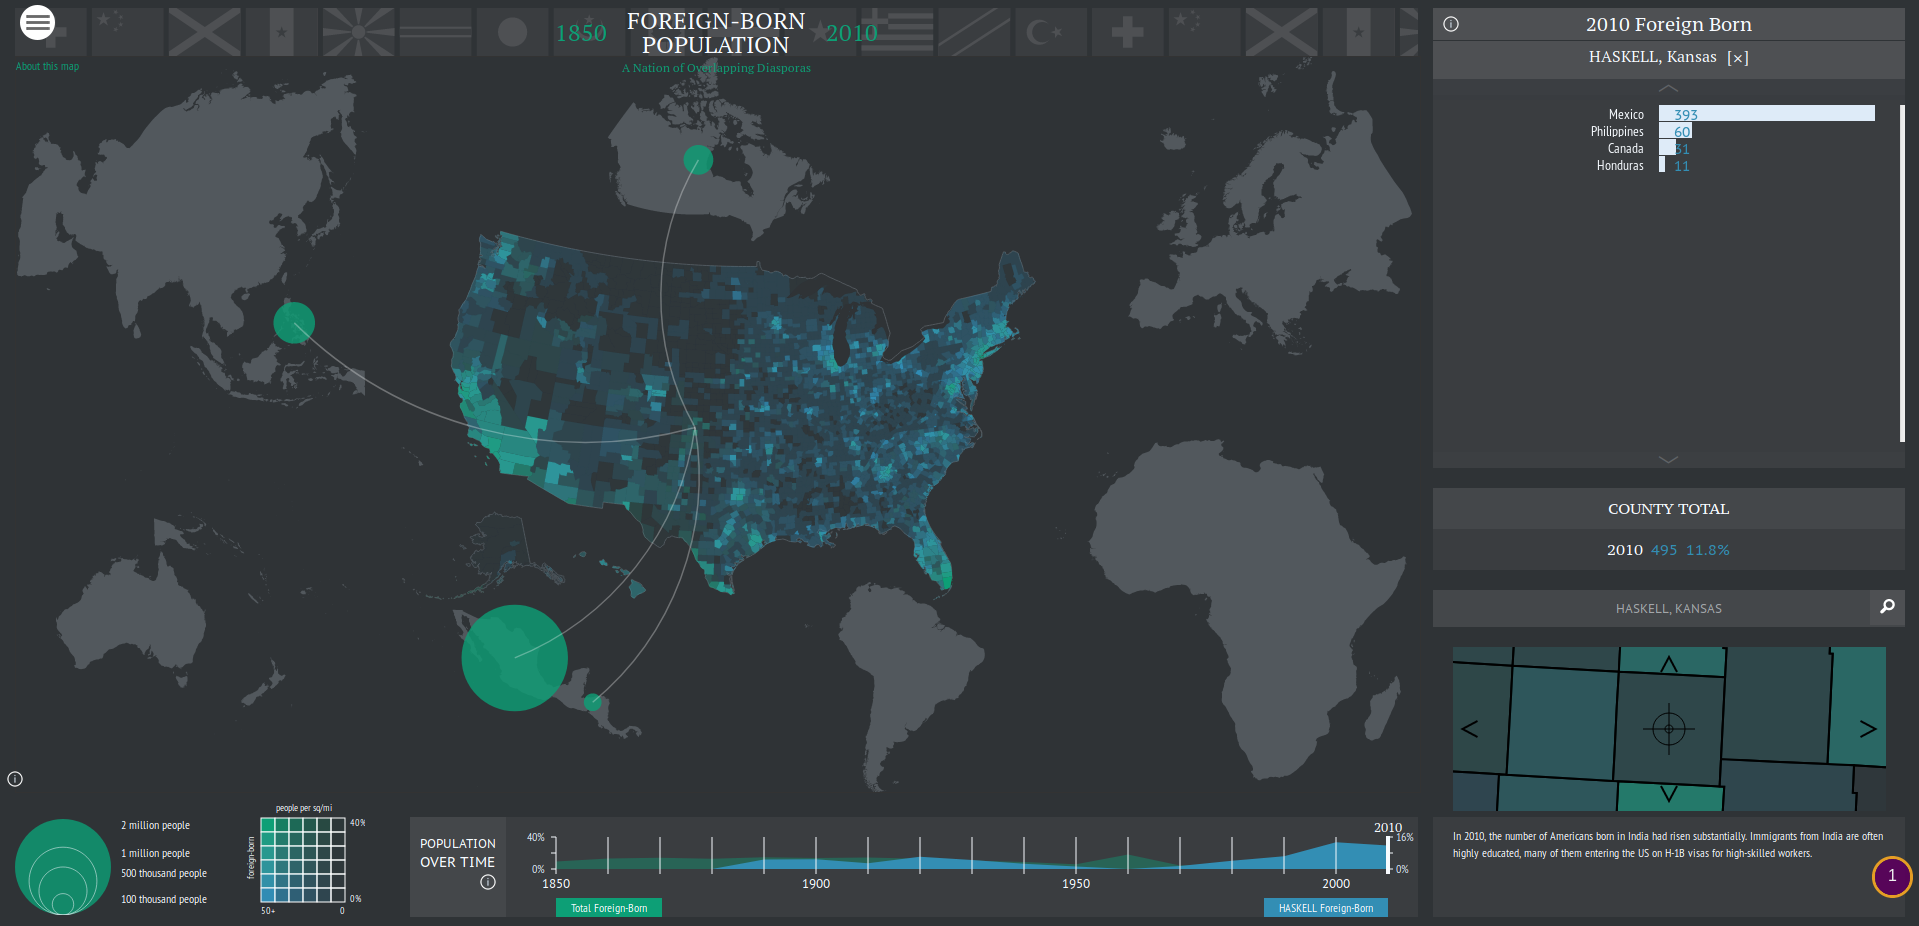 1850
FOREIGN-BORN
POPULATION
2010
A Nation of Overlapping Diasporas
About this map
2010 Foreign Born
HASKELL, Kansas [×]
Mexico 393
Philippines 60
Canada 31
Honduras 11
COUNTY TOTAL
2010 495 11.8%
HASKELL, KANSAS
In 2010, the number of Americans born in India had risen substantially. Immigrants from India are often
highly educated, many of them entering the US on H-1B visas for high-skilled workers.
1
2 million people
1 million people
500 thousand people
100 thousand people
people per sq/mi
foreign-born
40%
0%
50+ 0
POPULATION
OVER TIME
40%
0%
2010
16%
0%
1850 1900 1950 2000
Total Foreign-Born
HASKELL Foreign-Born